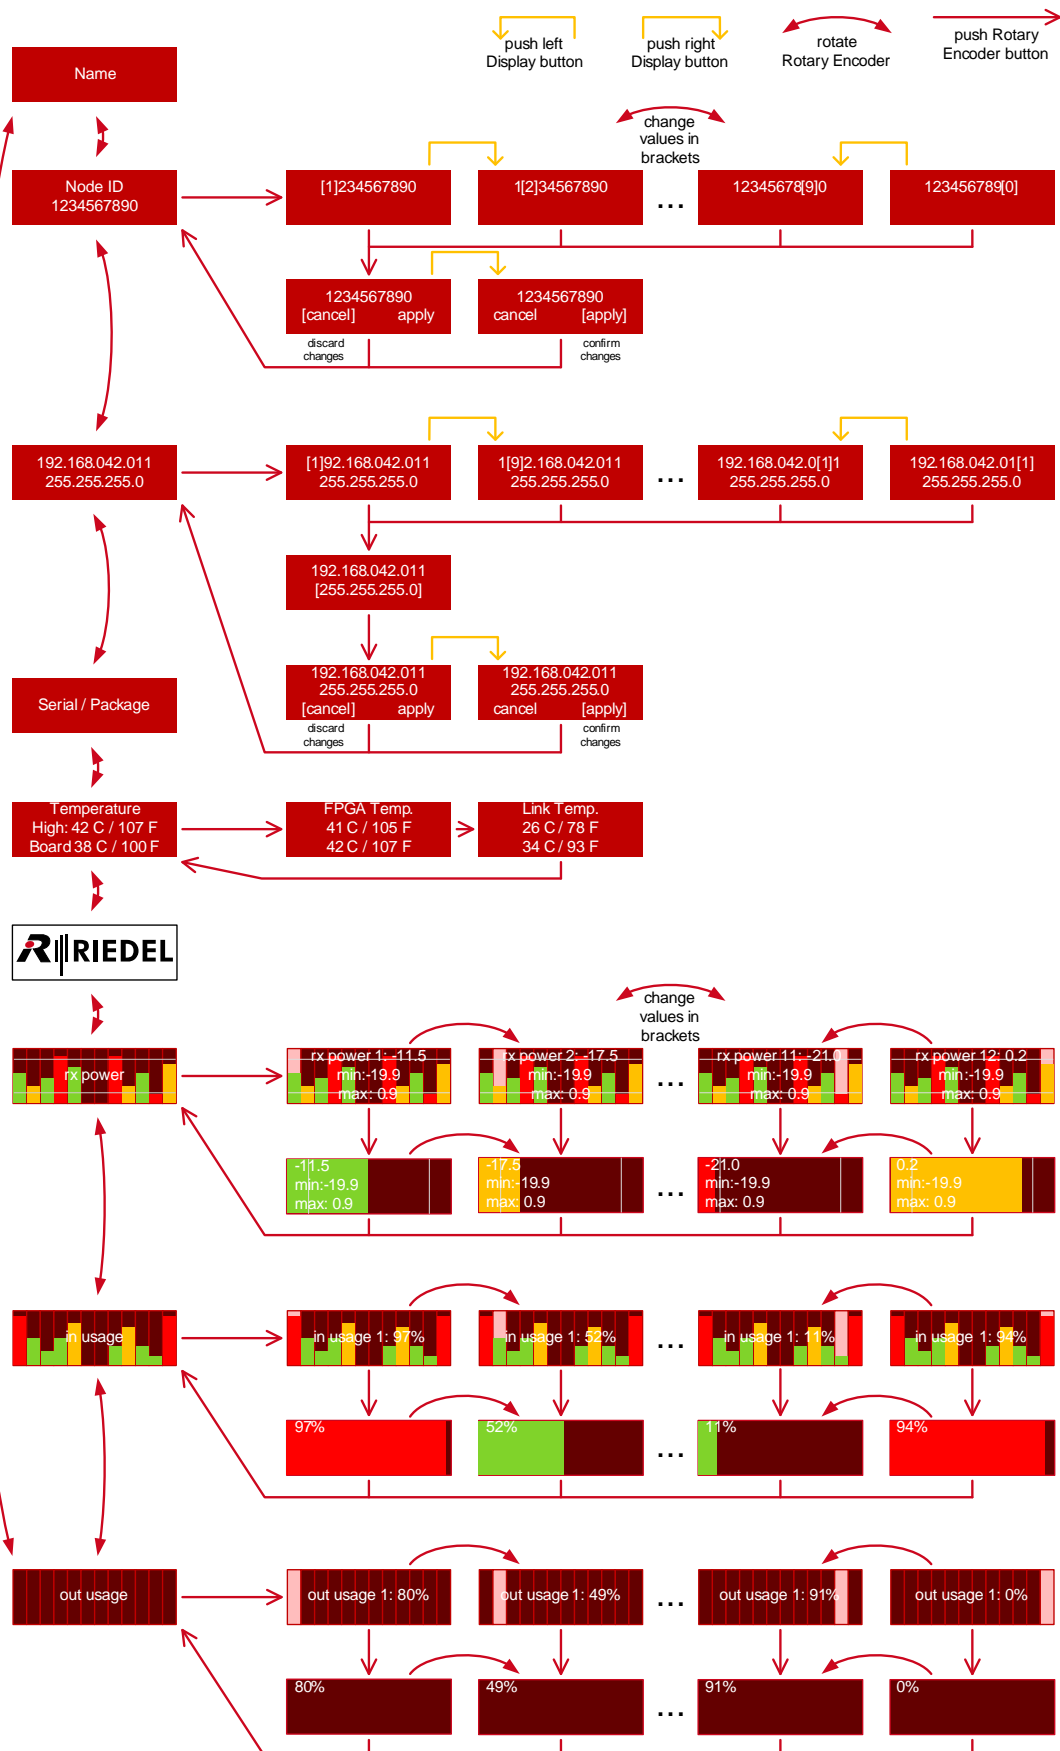 push left
Display button
push right
Display button
rotate
Rotary Encoder
push Rotary
Encoder button
Name
change
values in
brackets
Node ID
1234567890
[1]234567890
1[2]34567890
...
12345678[9]0
123456789[0]
1234567890
[cancel] apply
1234567890
cancel [apply]
discard
changes
confirm
changes
192.168.042.011
255.255.255.0
[1]92.168.042.011
255.255.255.0
1[9]2.168.042.011
255.255.255.0
...
192.168.042.0[1]1
255.255.255.0
192.168.042.01[1]
255.255.255.0
192.168.042.011
[255.255.255.0]
192.168.042.011
255.255.255.0
[cancel] apply
192.168.042.011
255.255.255.0
cancel [apply]
discard
changes
confirm
changes
Serial / Package
Temperature
High: 42 C / 107 F
Board 38 C / 100 F
FPGA Temp.
41 C / 105 F
42 C / 107 F
Link Temp.
26 C / 78 F
34 C / 93 F
RIEDEL
change
values in
brackets
rx power
rx power 1: -11.5
min:-19.9
max: 0.9
rx power 2: -17.5
min:-19.9
max: 0.9
...
rx power 11: -21.0
min:-19.9
max: 0.9
rx power 12: 0.2
min:-19.9
max: 0.9
-11.5
min:-19.9
max: 0.9
-17.5
min:-19.9
max: 0.9
...
-21.0
min:-19.9
max: 0.9
0.2
min:-19.9
max: 0.9
in usage
in usage 1: 97%
in usage 1: 52%
...
in usage 1: 11%
in usage 1: 94%
97%
52%
...
11%
94%
out usage
out usage 1: 80%
out usage 1: 49%
...
out usage 1: 91%
out usage 1: 0%
80%
49%
...
91%
0%